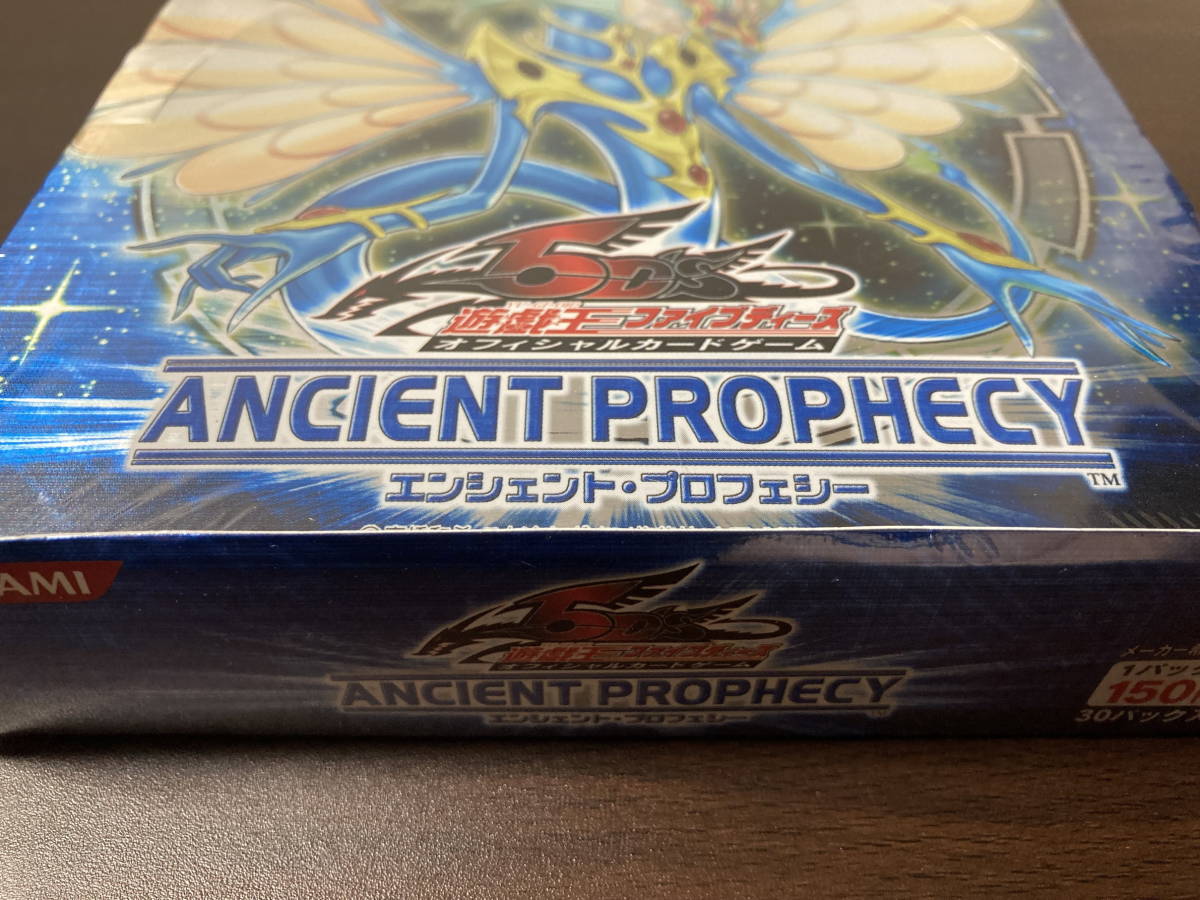 5D's
遊戯王ファイブディーズ
オフィシャルカードゲーム
ANCIENT PROPHECY
TM
エンシェント・プロフェシー
AMI
5D's
遊戯王ファイブディーズ
オフィシャルカードゲーム
ANCIENT PROPHECY
エンシェント・プロフェシー
メーカー
1パック
150
30パック